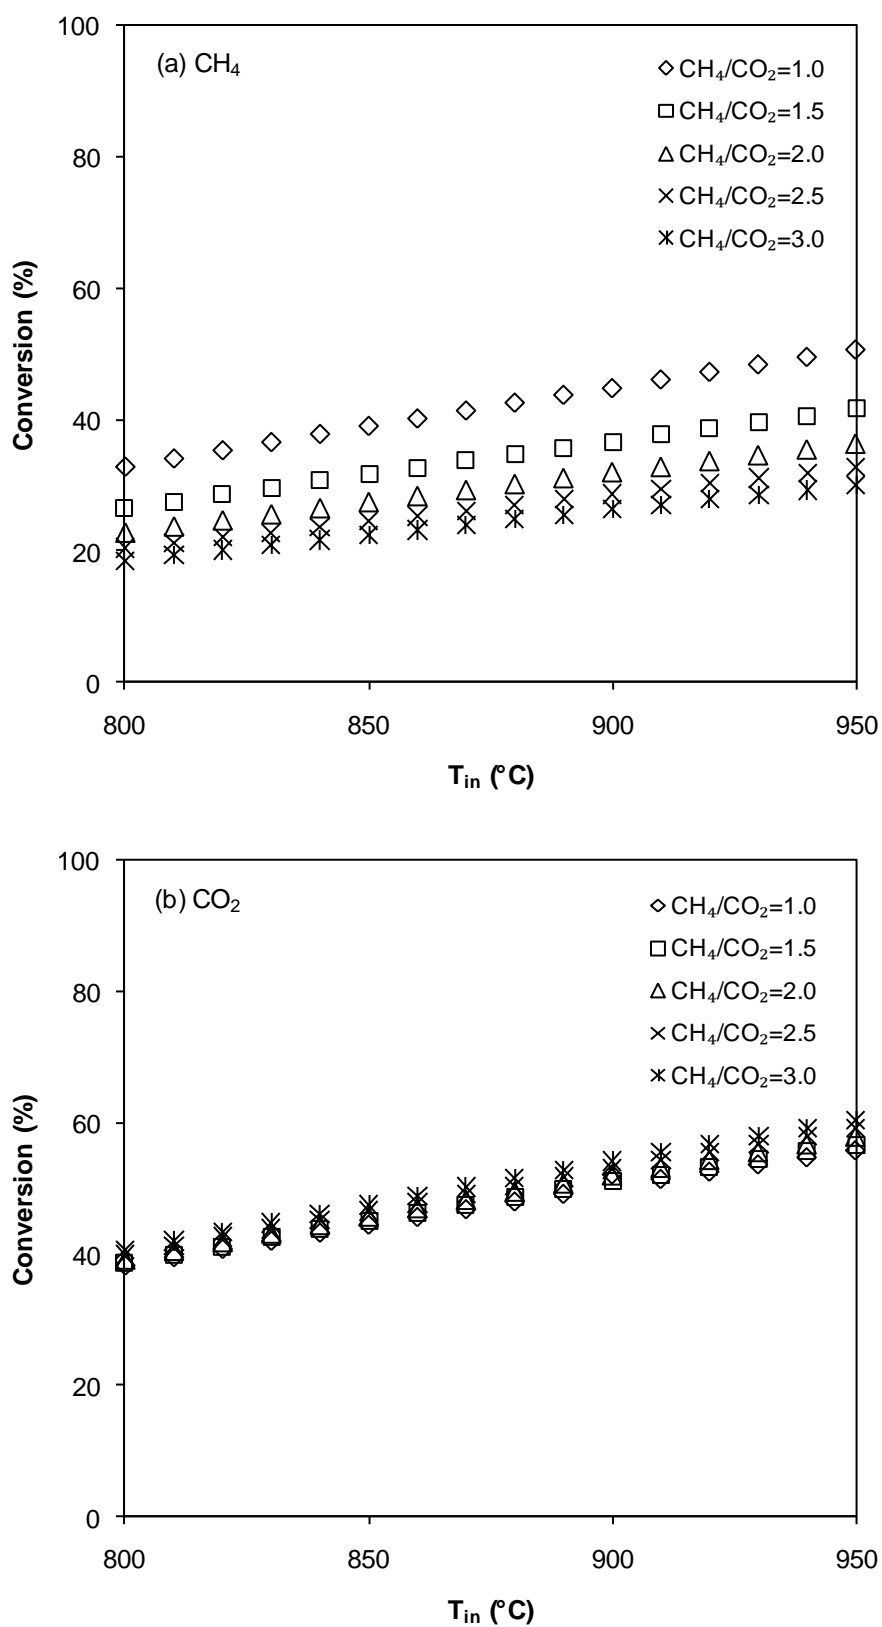 100
(a) CH₄
CH₄/CO₂=1.0
CH₄/CO₂=1.5
80
CH₄/CO₂=2.0
CH₄/CO₂=2.5
CH₄/CO₂=3.0
60
Conversion (%)
40
20
0
800 850 900 950
Tᵢₙ (°C)
100
(b) CO₂
CH₄/CO₂=1.0
CH₄/CO₂=1.5
80
CH₄/CO₂=2.0
CH₄/CO₂=2.5
CH₄/CO₂=3.0
60
Conversion (%)
40
20
0
800 850 900 950
Tᵢₙ (°C)